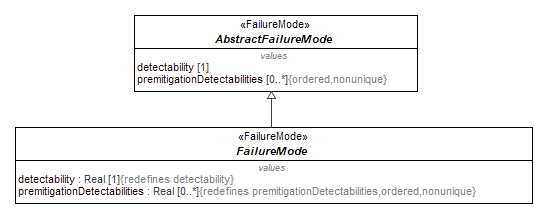 «FailureMode»
AbstractFailureMode
values
detectability [1]
premitigationDetectabilities [0..*]{ordered,nonunique}
«FailureMode»
FailureMode
values
detectability : Real [1]{redefines detectability}
premitigationDetectabilities : Real [0..*]{redefines premitigationDetectabilities,ordered,nonunique}